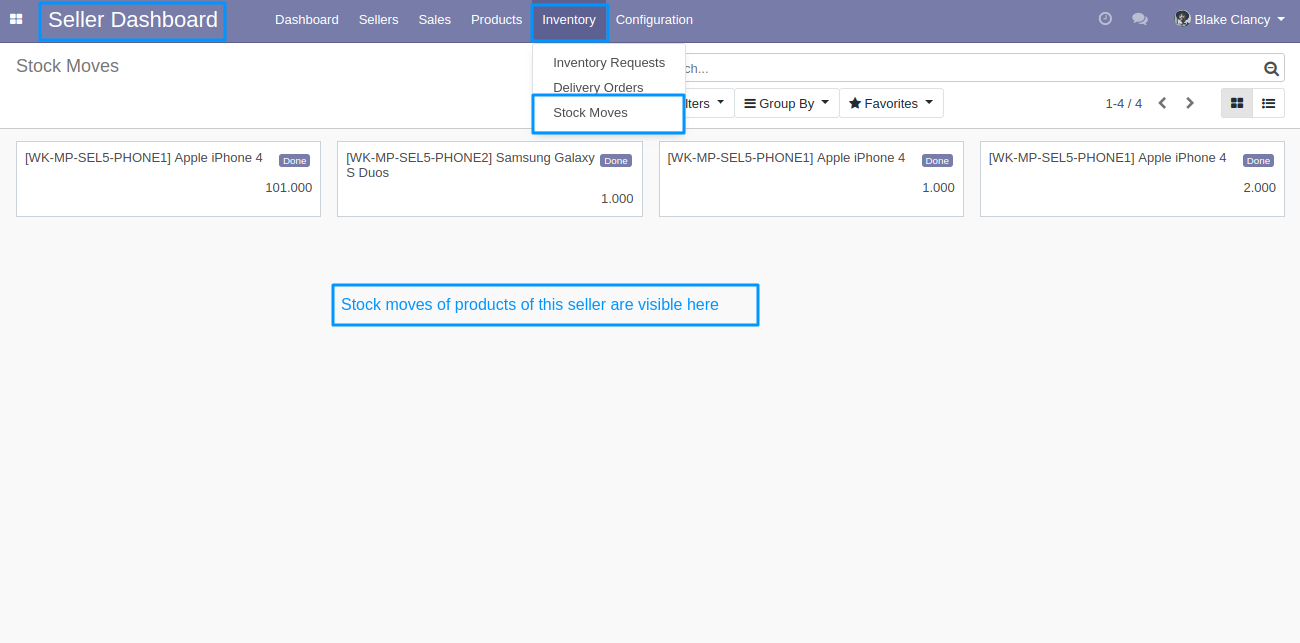 Seller Dashboard
Dashboard Sellers Sales Products Inventory Configuration
Blake Clancy
Stock Moves
Inventory Requests
Delivery Orders
Stock Moves
ch...
lters Group By Favorites
1-4 / 4
[WK-MP-SEL5-PHONE1] Apple iPhone 4 Done
101.000
[WK-MP-SEL5-PHONE2] Samsung Galaxy
S Duos
Done
1.000
[WK-MP-SEL5-PHONE1] Apple iPhone 4 Done
1.000
[WK-MP-SEL5-PHONE1] Apple iPhone 4 Done
2.000
Stock moves of products of this seller are visible here